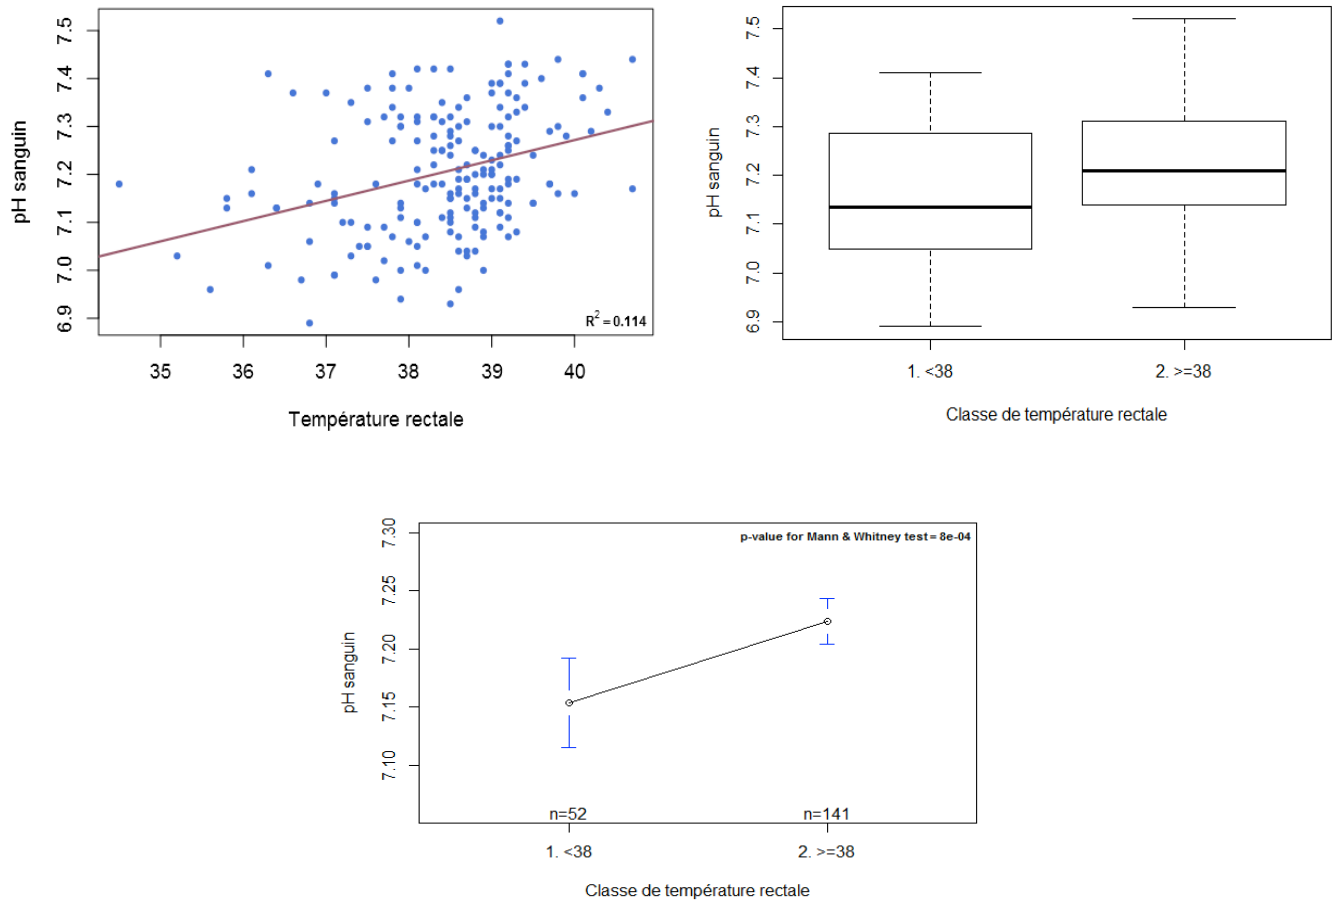 7.5
7.4
7.3
7.2
7.1
7.0
6.9
pH sanguin
R² = 0.114
35 36 37 38 39 40
Température rectale
7.5
7.4
7.3
7.2
7.1
7.0
6.9
pH sanguin
1. <38 2. >=38
Classe de température rectale
p-value for Mann & Whitney test = 8e-04
7.30
7.25
7.20
7.15
7.10
pH sanguin
n=52 n=141
1. <38 2. >=38
Classe de température rectale